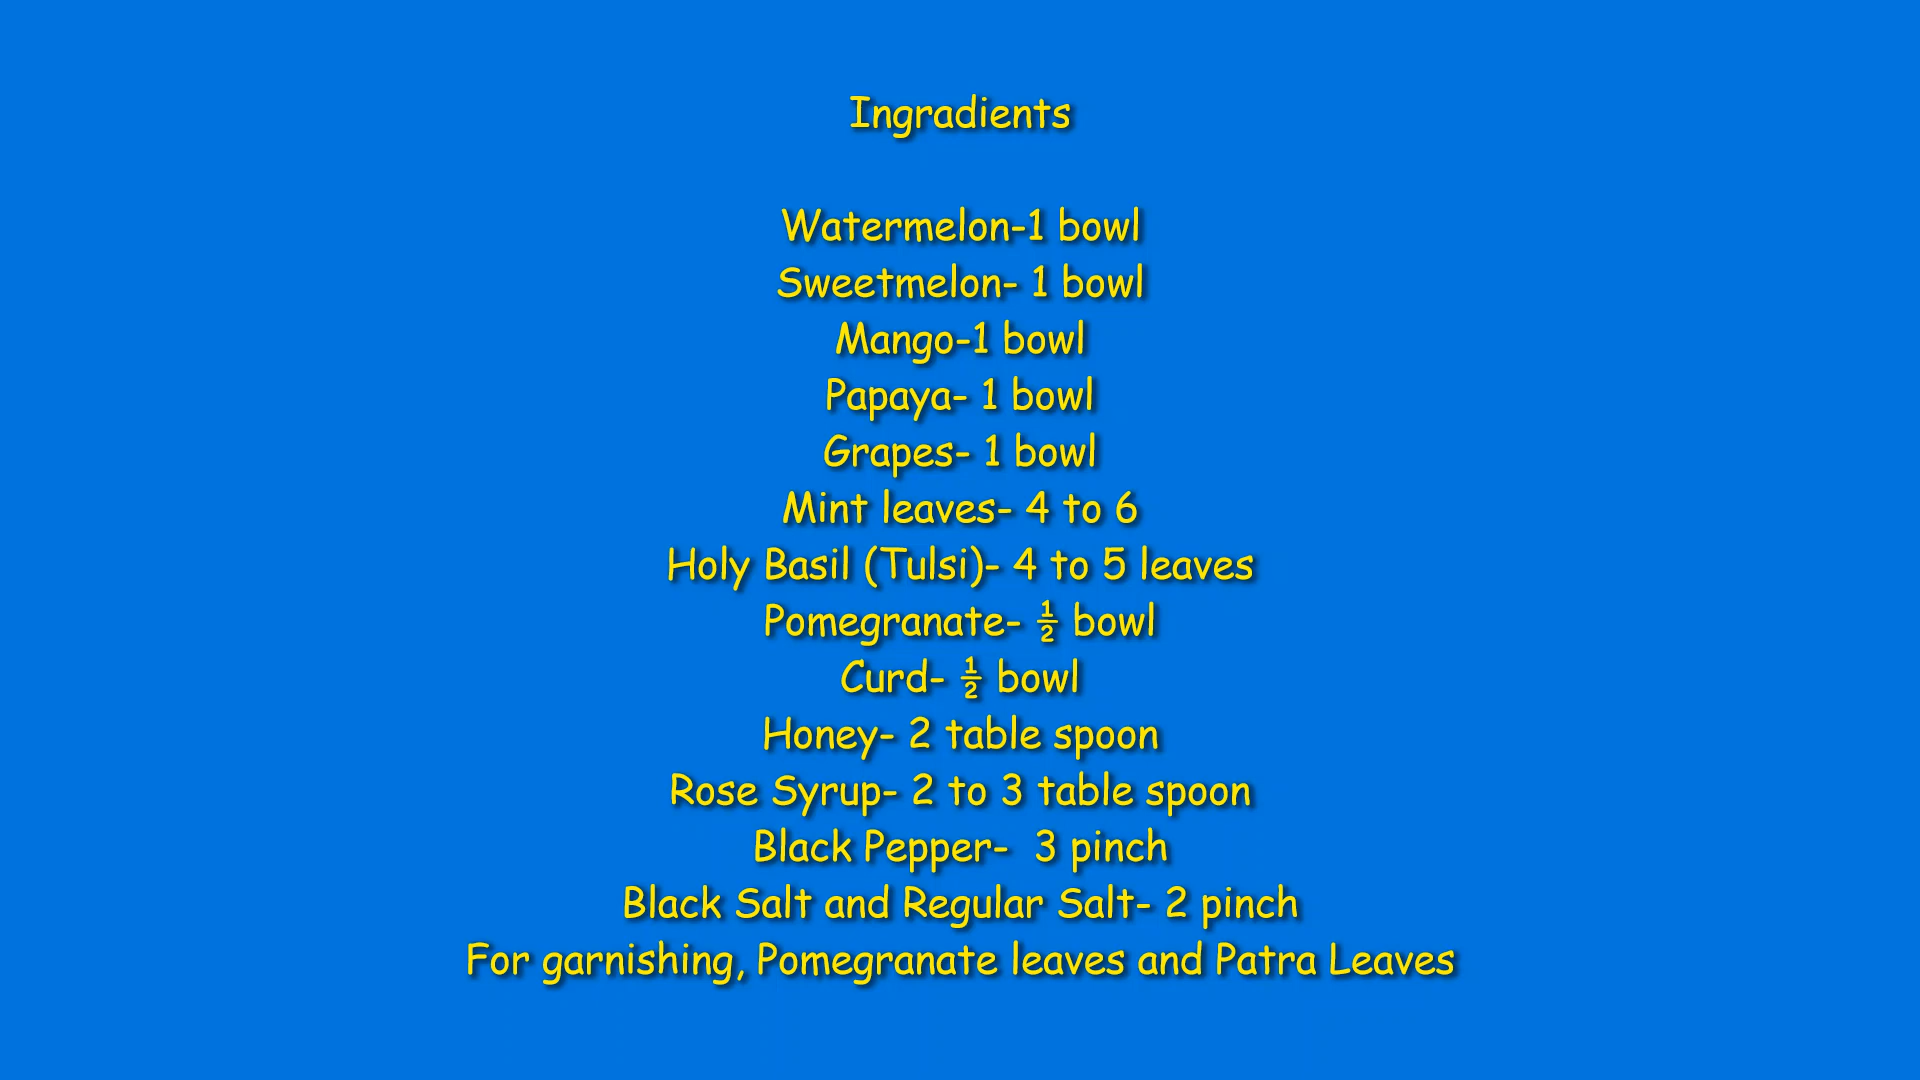 Ingradients
Watermelon-1 bowl
Sweetmelon- 1 bowl
Mango-1 bowl
Papaya- 1 bowl
Grapes- 1 bowl
Mint leaves- 4 to 6
Holy Basil (Tulsi)- 4 to 5 leaves
Pomegranate- ½ bowl
Curd- ½ bowl
Honey- 2 table spoon
Rose Syrup- 2 to 3 table spoon
Black Pepper-  3 pinch
Black Salt and Regular Salt- 2 pinch
For garnishing, Pomegranate leaves and Patra Leaves